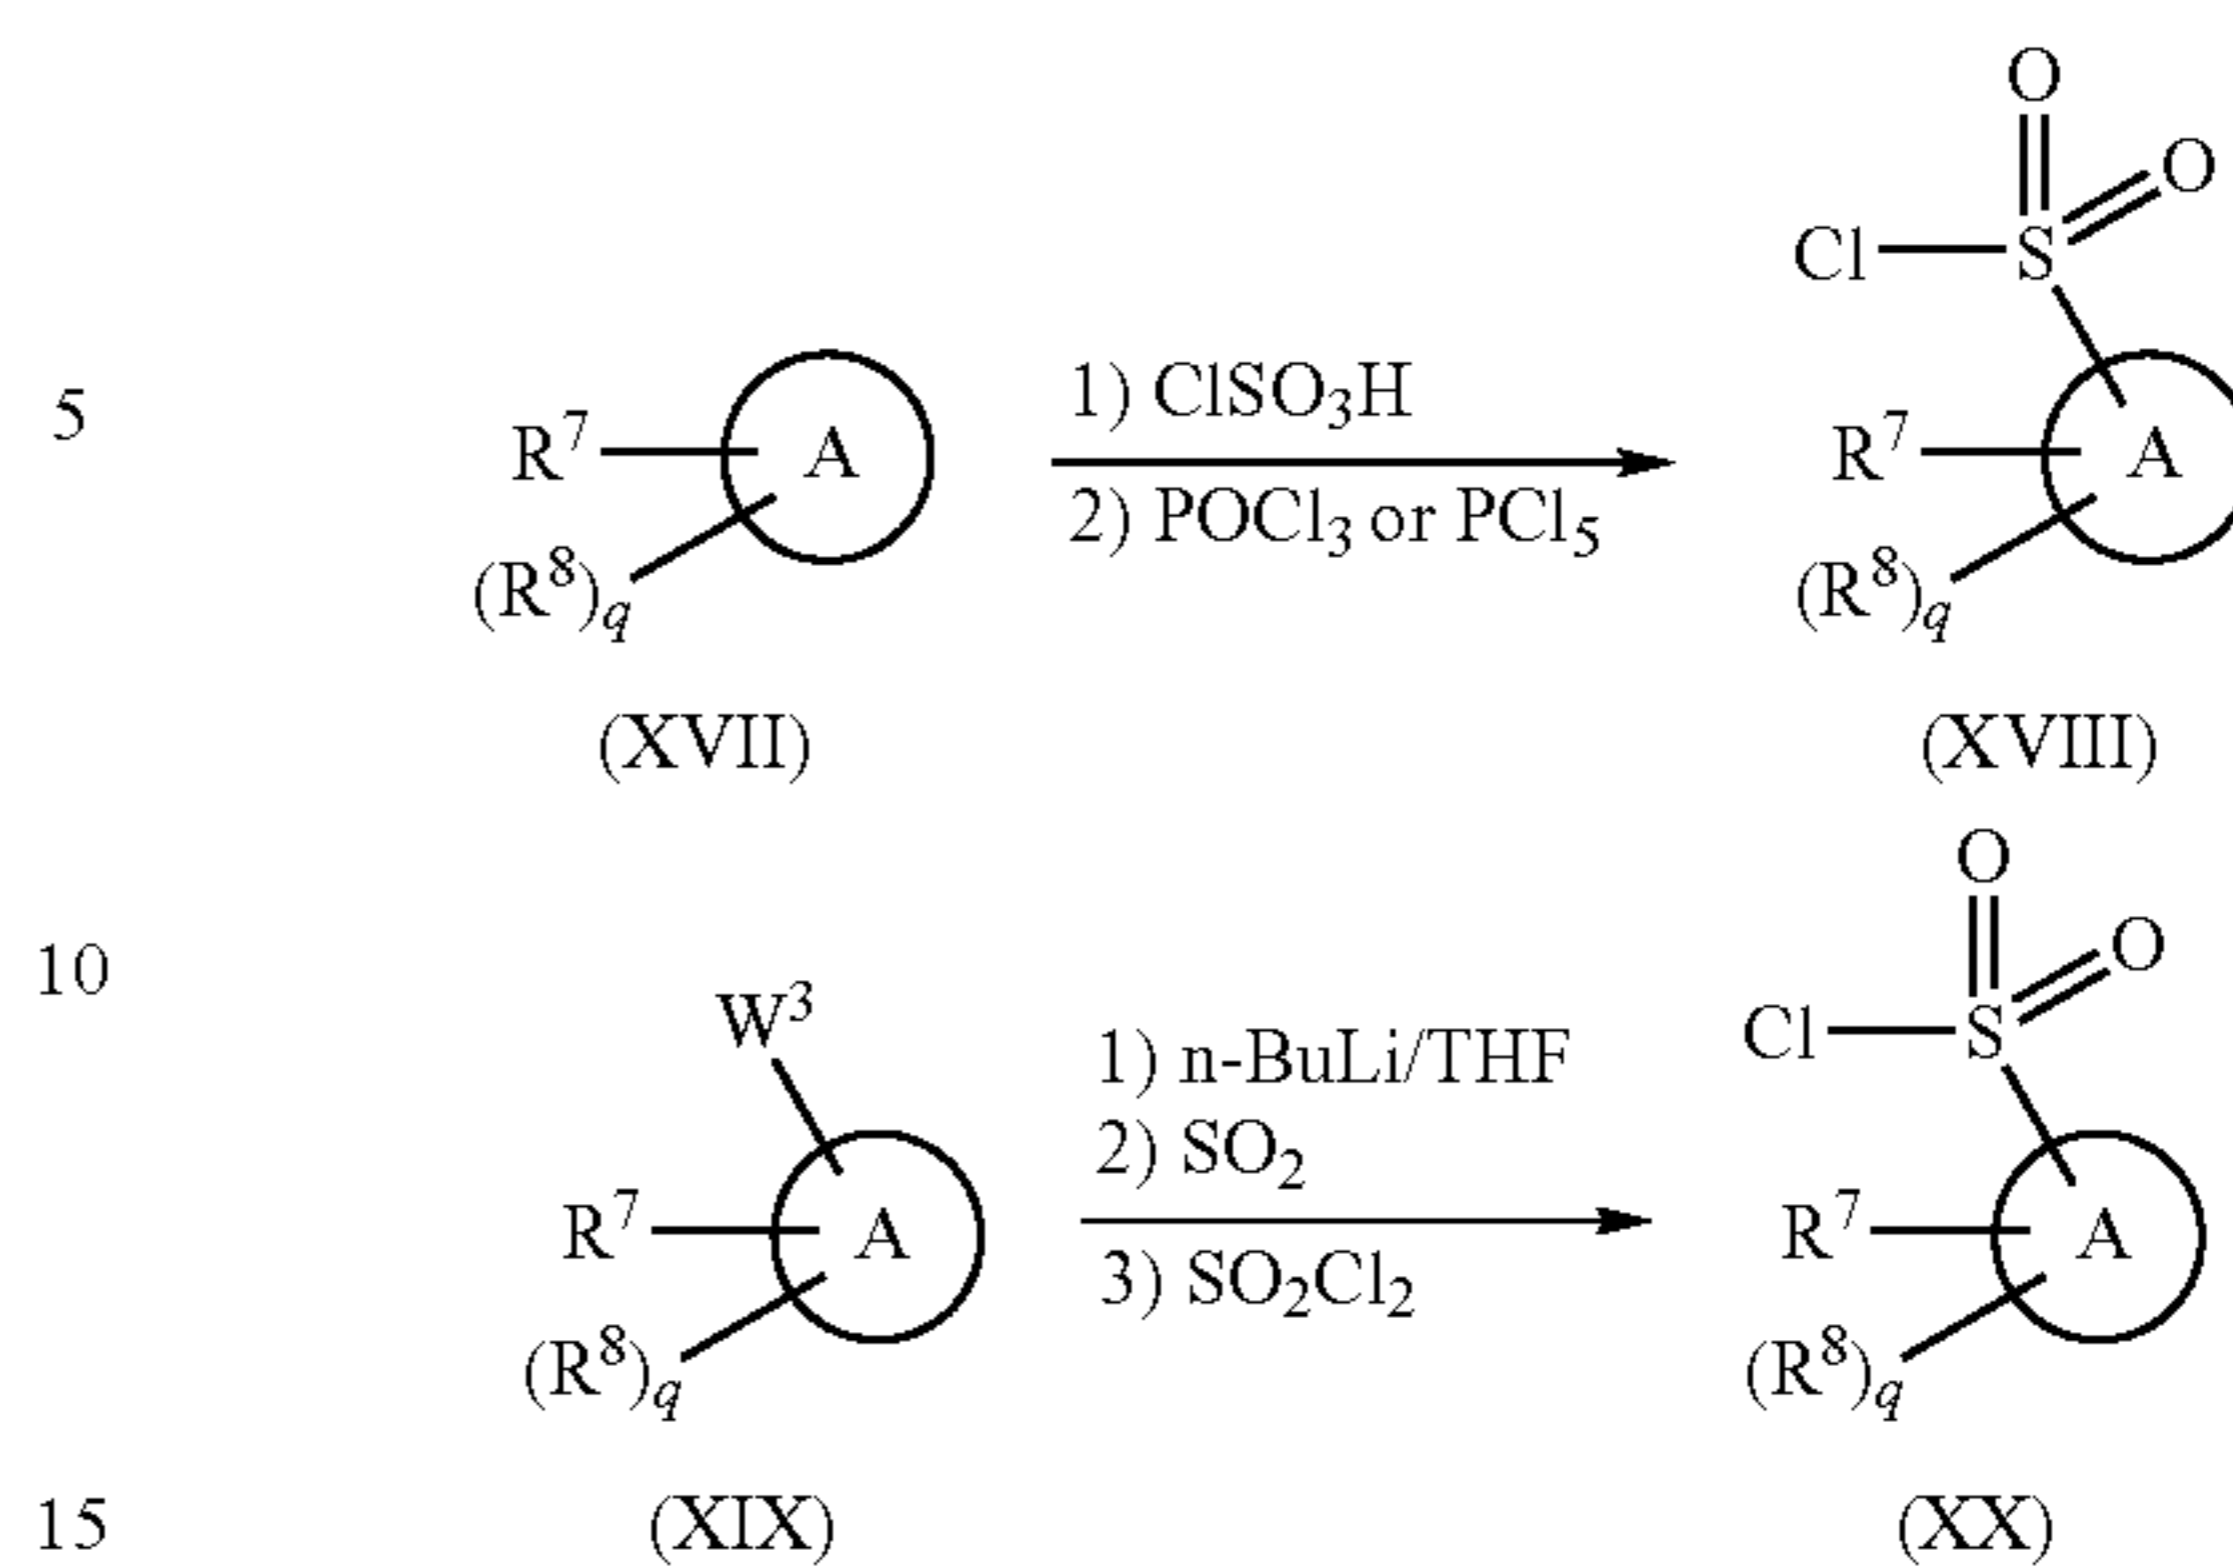 O
O
Cl S
5
R⁷ A
1) ClSO₃H
2) POCl₃ or PCl₅
R⁷ A
(R⁸)q
(R⁸)q
(XVII)
(XVIII)
O
O
10
W³
1) n-BuLi/THF
Cl S
2) SO₂
R⁷ A
3) SO₂Cl₂
R⁷ A
(R⁸)q
(R⁸)q
15
(XIX)
(XX)